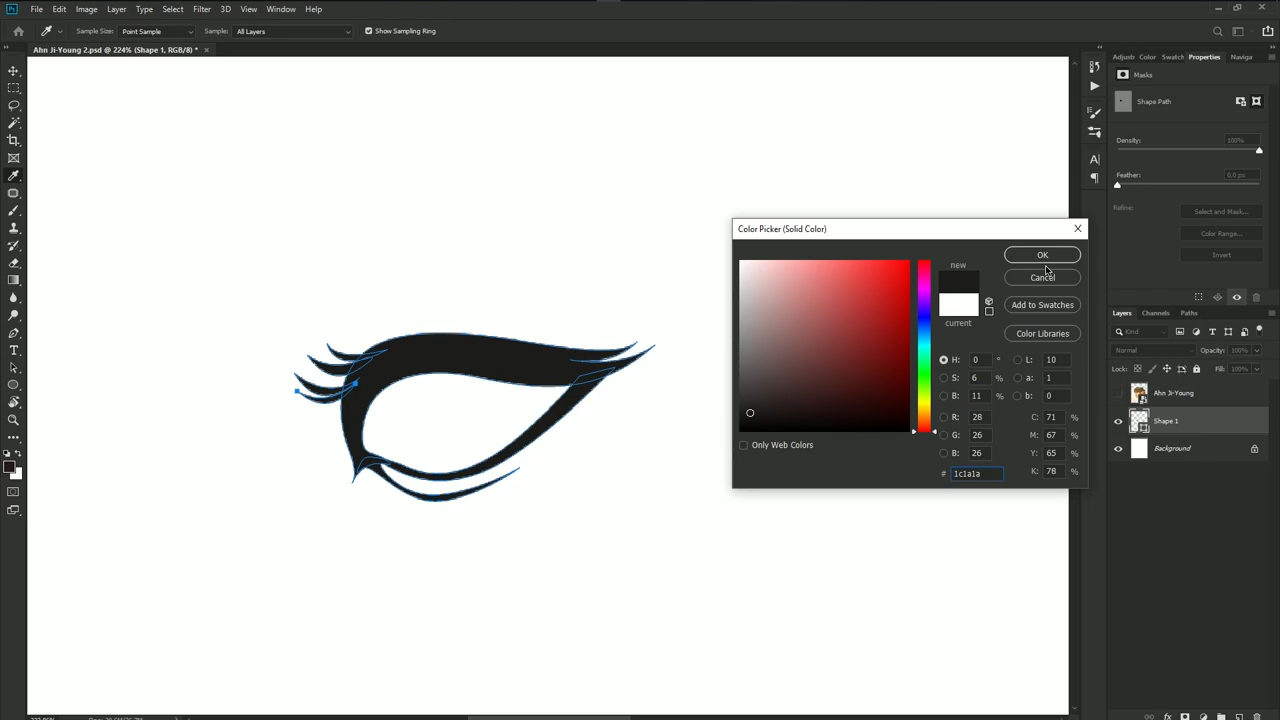 Ps File Edit Image Layer Type Select Filter 3D View Window Help
Sample Size: Point Sample Sample: All Layers Show Sampling Ring
Ahn Ji-Young 2.psd @ 224% (Shape 1, RGB/8) * ×
Adjustr Color Swatch Properties Naviga
Masks
Shape Path
Density: 100%
Feather: 0.0 px
Refine: Select and Mask...
Color Range...
Invert
Color Picker (Solid Color)
new
current
OK
Cancel
Add to Swatches
Color Libraries
H: 0 ° L: 10
S: 6 % a: 1
B: 11 % b: 0
R: 28 C: 71 %
G: 26 M: 67 %
B: 26 Y: 65 %
# 1c1a1a K: 78 %
Only Web Colors
Layers Channels Paths
Kind
Normal Opacity: 100%
Lock: Fill: 100%
Ahn Ji-Young
Shape 1
Background
fx